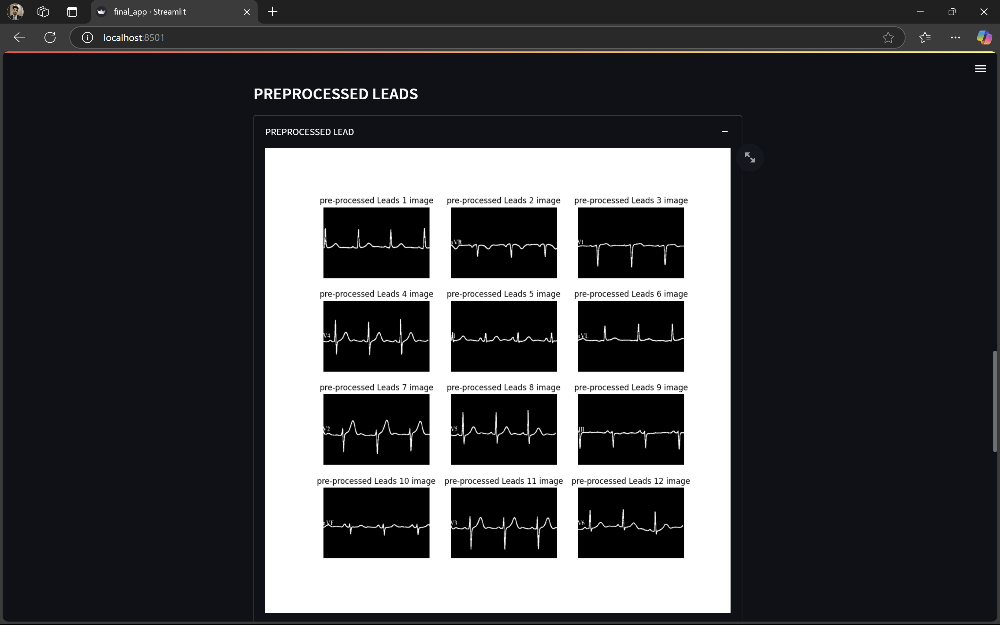 final_app · Streamlit
localhost:8501
PREPROCESSED LEADS
PREPROCESSED LEAD
pre-processed Leads 1 image pre-processed Leads 2 image pre-processed Leads 3 image
aVR V1
pre-processed Leads 4 image pre-processed Leads 5 image pre-processed Leads 6 image
V4 aVL
pre-processed Leads 7 image pre-processed Leads 8 image pre-processed Leads 9 image
V2 V5 III
pre-processed Leads 10 image pre-processed Leads 11 image pre-processed Leads 12 image
aVF V3 V6